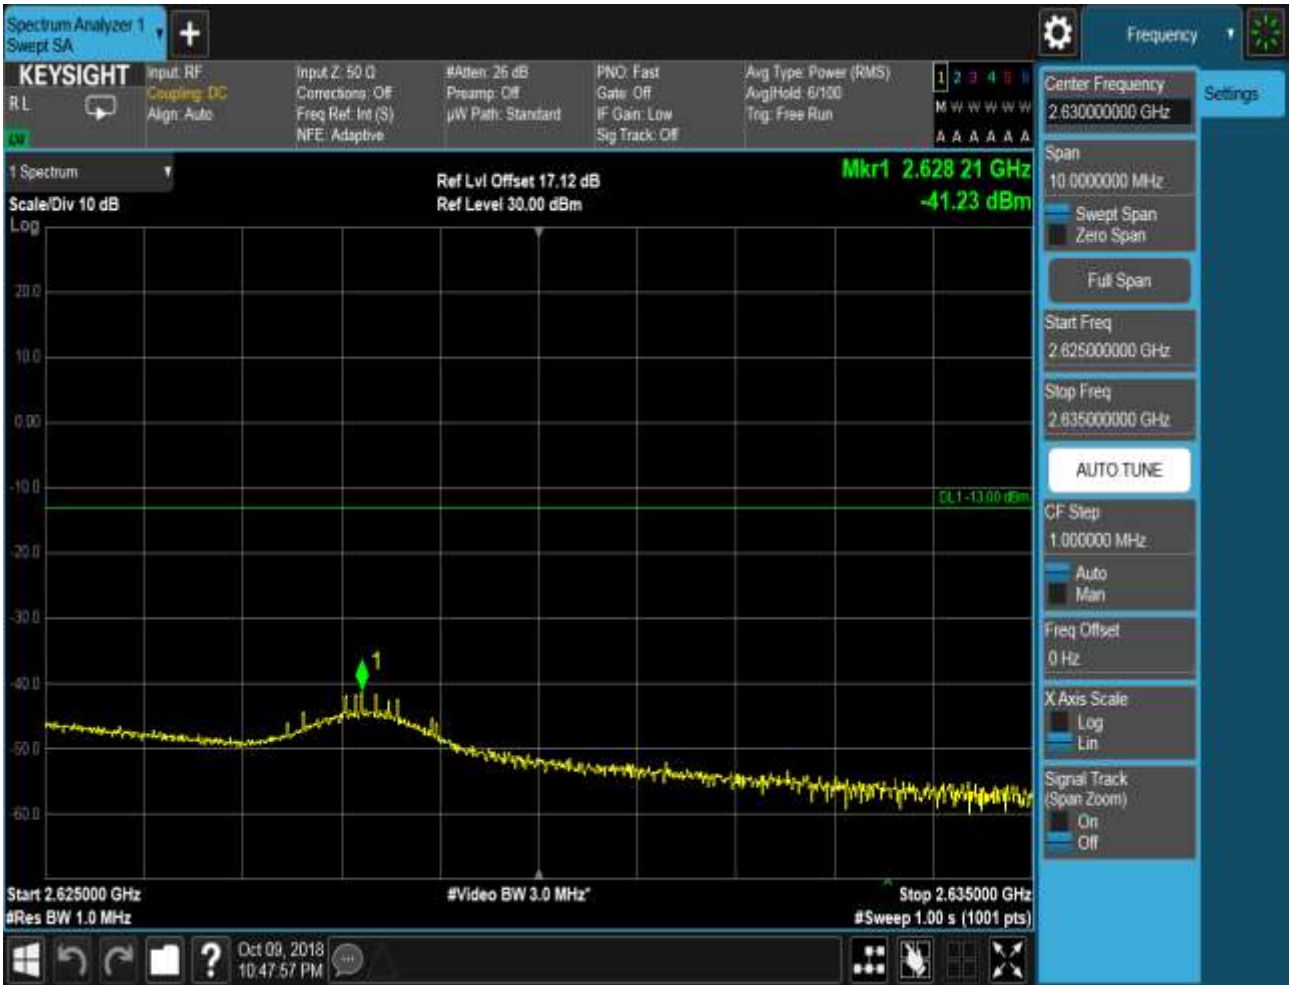 Spectrum Analyzer 1
Swept SA
+
Frequency
KEYSIGHT
RL
Input: RF
Coupling: DC
Align: Auto
Input Z: 50 Ω
Corrections: Off
Freq Ref: Int (S)
NFE: Adaptive
#Atten: 26 dB
Preamp: Off
µW Path: Standard
PNO: Fast
Gate: Off
IF Gain: Low
Sig Track: Off
Avg Type: Power (RMS)
Avg|Hold: 6/100
Trig: Free Run
1 2 3 4 5 6
M W W W W W
A A A A A A
1 Spectrum
Scale/Div 10 dB
Log
Ref Lvl Offset 17.12 dB
Ref Level 30.00 dBm
Mkr1 2.628 21 GHz
-41.23 dBm
20.0
10.0
0.00
-10.0
DL1 -13.00 dBm
-20.0
-30.0
1
-40.0
-50.0
-60.0
Start 2.625000 GHz
#Res BW 1.0 MHz
#Video BW 3.0 MHz*
Stop 2.635000 GHz
#Sweep 1.00 s (1001 pts)
?
Oct 09, 2018
10:47:57 PM
Center Frequency
2.630000000 GHz
Settings
Span
10.0000000 MHz
Swept Span
Zero Span
Full Span
Start Freq
2.625000000 GHz
Stop Freq
2.635000000 GHz
AUTO TUNE
CF Step
1.000000 MHz
Auto
Man
Freq Offset
0 Hz
X Axis Scale
Log
Lin
Signal Track
(Span Zoom)
On
Off